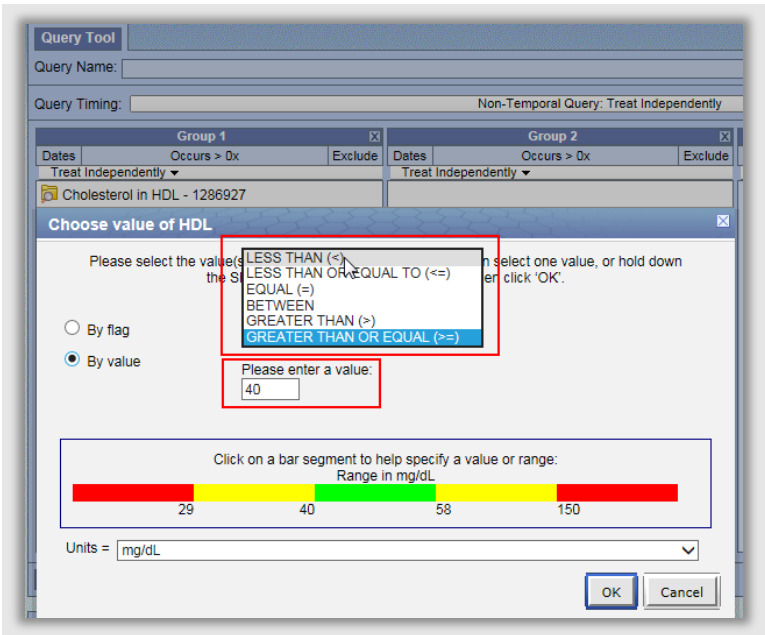 Query Tool
Query Name:
Query Timing: Non-Temporal Query: Treat Independently
Group 1 X Group 2 X
Dates Occurs > 0x Exclude Dates Occurs > 0x Exclude
Treat Independently Treat Independently
Cholesterol in HDL - 1286927
Choose value of HDL
Please select the value(s n select one value, or hold down
the S en click ‘OK’.
LESS THAN (<)
LESS THAN OR EQUAL TO (<=)
EQUAL (=)
BETWEEN
GREATER THAN (>)
GREATER THAN OR EQUAL (>=)
By flag
By value
Please enter a value:
40
Click on a bar segment to help specify a value or range:
Range in mg/dL
29 40 58 150
Units = mg/dL
OK Cancel